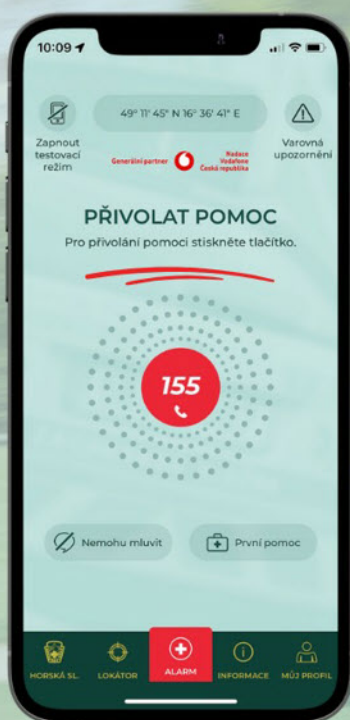 10:09
49° 11' 45" N 16° 36' 41" E
Zapnout
testovací
režim
Varovná
upozornění
Generální partner
Nadace
Vodafone
Česká republika
PŘIVOLAT POMOC
Pro přivolání pomoci stiskněte tlačítko.
155
Nemohu mluvit
První pomoc
HORSKÁ SL.
LOKÁTOR
ALARM
INFORMACE
MŮJ PROFIL